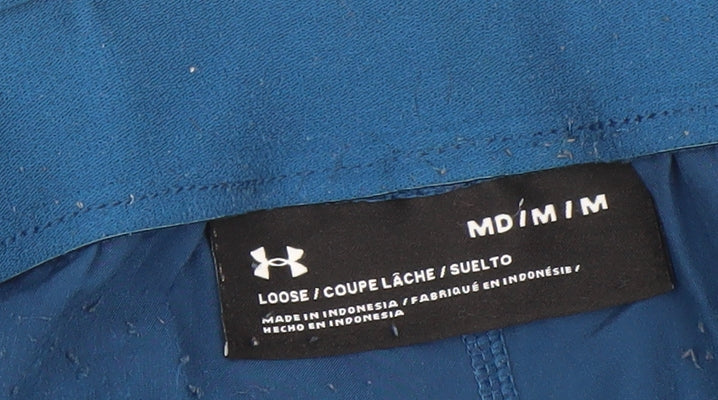 MD / M / M
LOOSE / COUPE LÂCHE / SUELTO
MADE IN INDONESIA / FABRIQUÉ EN INDONÉSIE /
HECHO EN INDONESIA